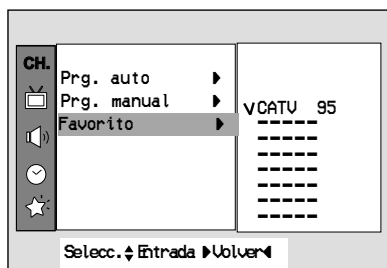 CH.
Prg. auto
Prg. manual
Favorito
VCATV 95
-----
-----
-----
-----
-----
-----
-----
Selecc. Entrada Volver